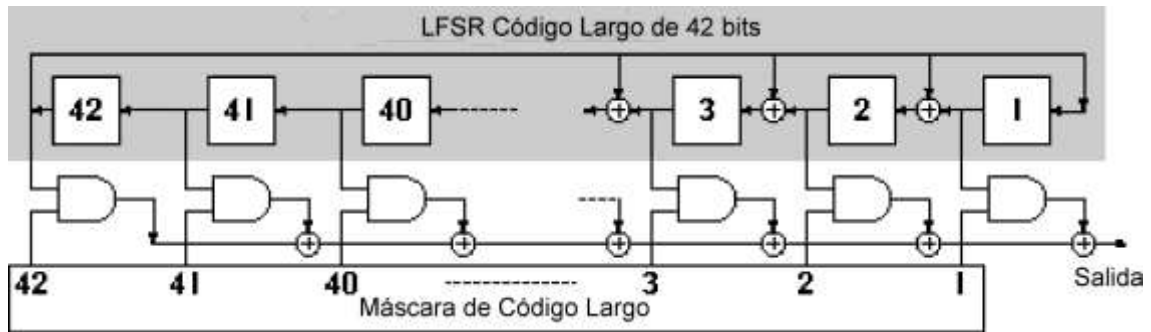 LFSR Código Largo de 42 bits
42 41 40 3 2 1
42 41 40 3 2 1
Salida
Máscara de Código Largo